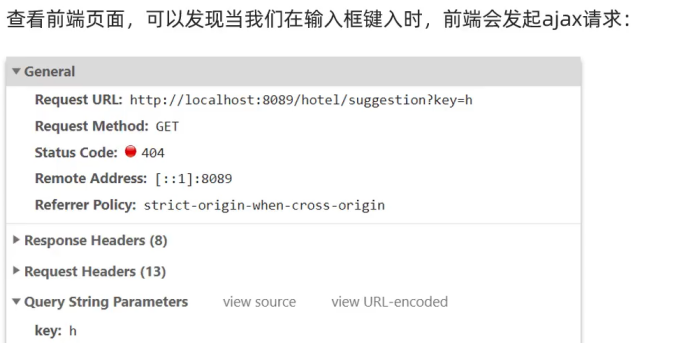 查看前端页面，可以发现当我们在输入框键入时，前端会发起ajax请求：
General
Request URL: http://localhost:8089/hotel/suggestion?key=h
Request Method: GET
Status Code: 404
Remote Address: [::1]:8089
Referrer Policy: strict-origin-when-cross-origin
Response Headers (8)
Request Headers (13)
Query String Parameters view source view URL-encoded
key: h